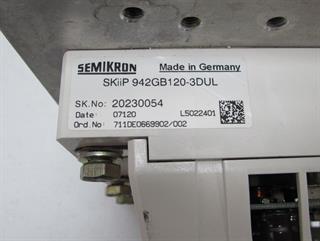 SEMIKRON Made in Germany
SKiiP 942GB120-3DUL
SK.No: 20230054
Date: 07120 L5022401
Ord.No: 711DE0669902/002